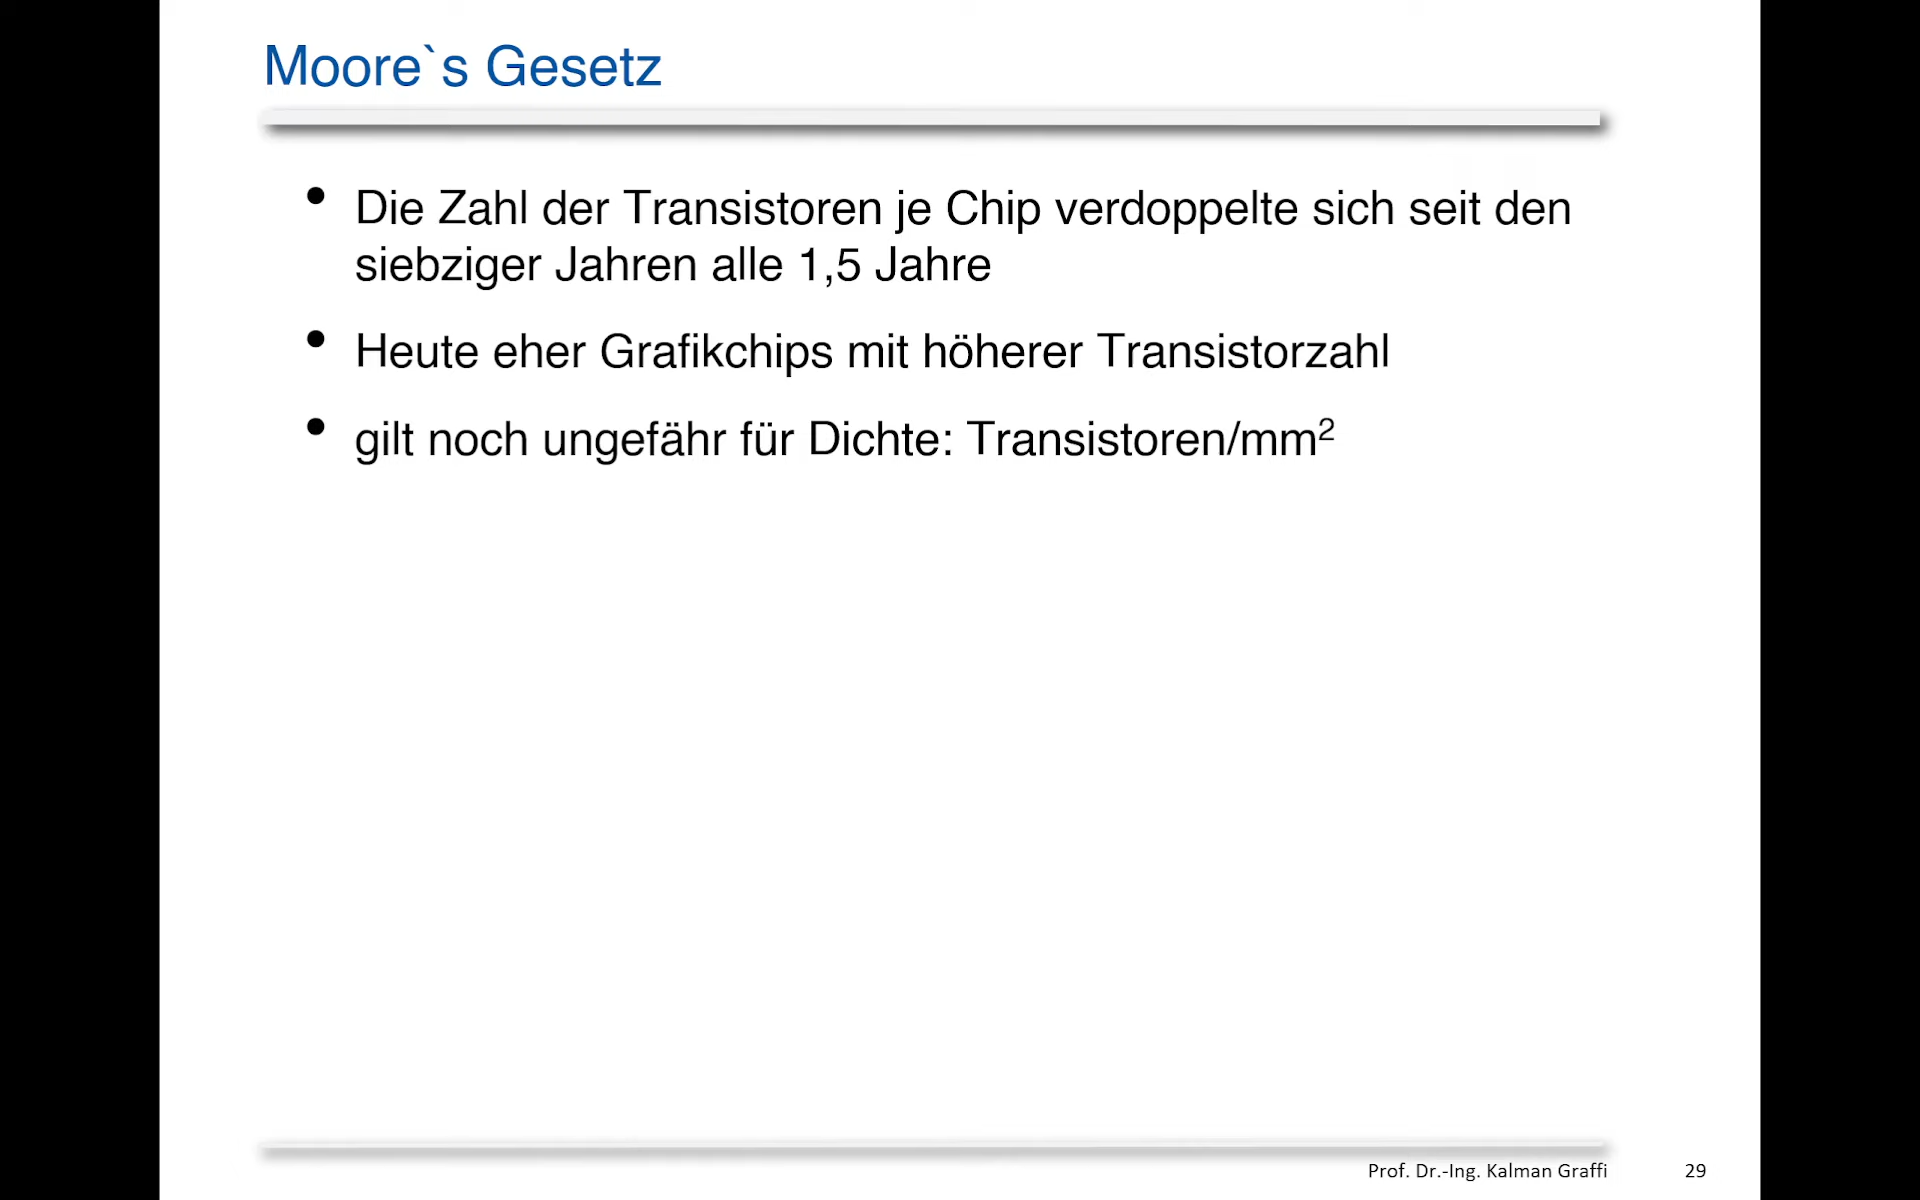 Moore`s Gesetz
• Die Zahl der Transistoren je Chip verdoppelte sich seit den
siebziger Jahren alle 1,5 Jahre
• Heute eher Grafikchips mit höherer Transistorzahl
• gilt noch ungefähr für Dichte: Transistoren/mm²
Prof. Dr.-Ing. Kalman Graffi 29